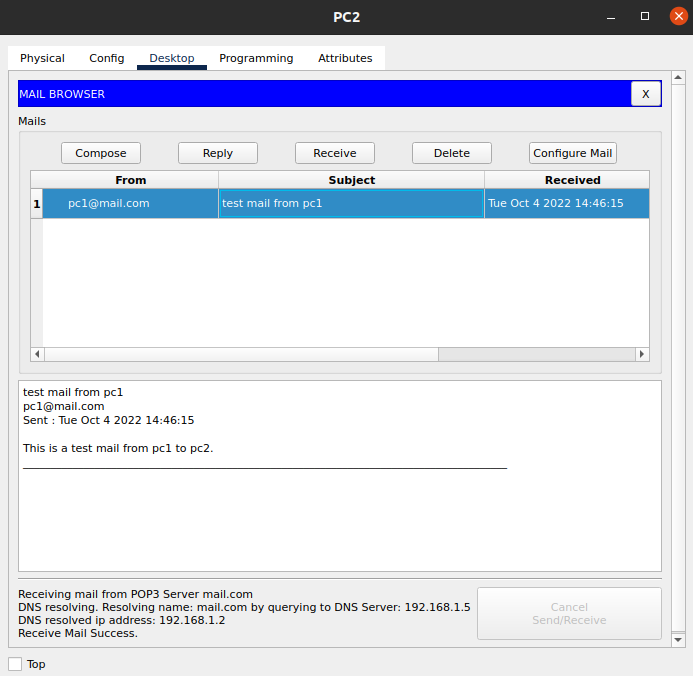 PC2
Physical Config Desktop Programming Attributes
MAIL BROWSER X
Mails
Compose Reply Receive Delete Configure Mail
From Subject Received
1 pc1@mail.com test mail from pc1 Tue Oct 4 2022 14:46:15
test mail from pc1
pc1@mail.com
Sent : Tue Oct 4 2022 14:46:15
This is a test mail from pc1 to pc2.
Receiving mail from POP3 Server mail.com
DNS resolving. Resolving name: mail.com by querying to DNS Server: 192.168.1.5
DNS resolved ip address: 192.168.1.2
Receive Mail Success.
Cancel
Send/Receive
Top